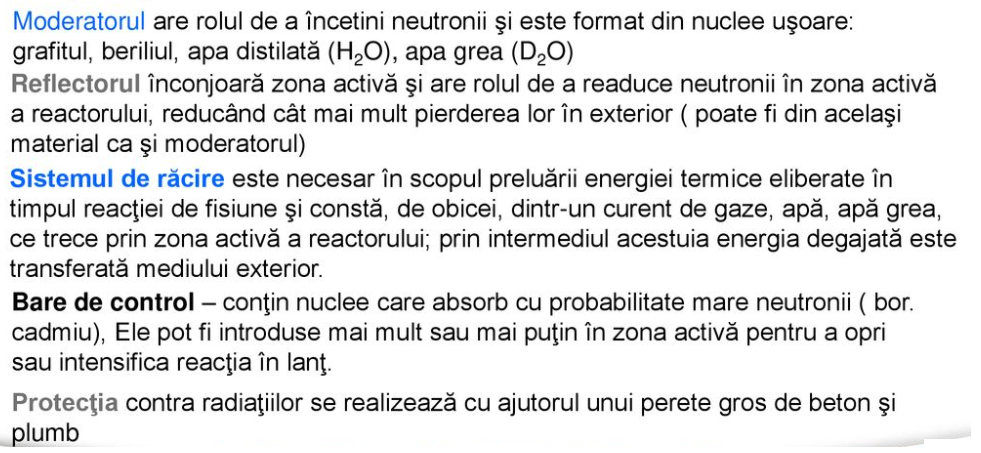 Moderatorul are rolul de a încetini neutronii şi este format din nuclee uşoare:
grafitul, beriliul, apa distilată (H₂O), apa grea (D₂O)
Reflectorul înconjoară zona activă şi are rolul de a readuce neutronii în zona activă
a reactorului, reducând cât mai mult pierderea lor în exterior ( poate fi din acelaşi
material ca şi moderatorul)
Sistemul de răcire este necesar în scopul preluării energiei termice eliberate în
timpul reacţiei de fisiune şi constă, de obicei, dintr-un curent de gaze, apă, apă grea,
ce trece prin zona activă a reactorului; prin intermediul acestuia energia degajată este
transferată mediului exterior.
Bare de control – conţin nuclee care absorb cu probabilitate mare neutronii ( bor.
cadmiu), Ele pot fi introduse mai mult sau mai puţin în zona activă pentru a opri
sau intensifica reacţia în lanţ.
Protecţia contra radiaţiilor se realizează cu ajutorul unui perete gros de beton şi
plumb